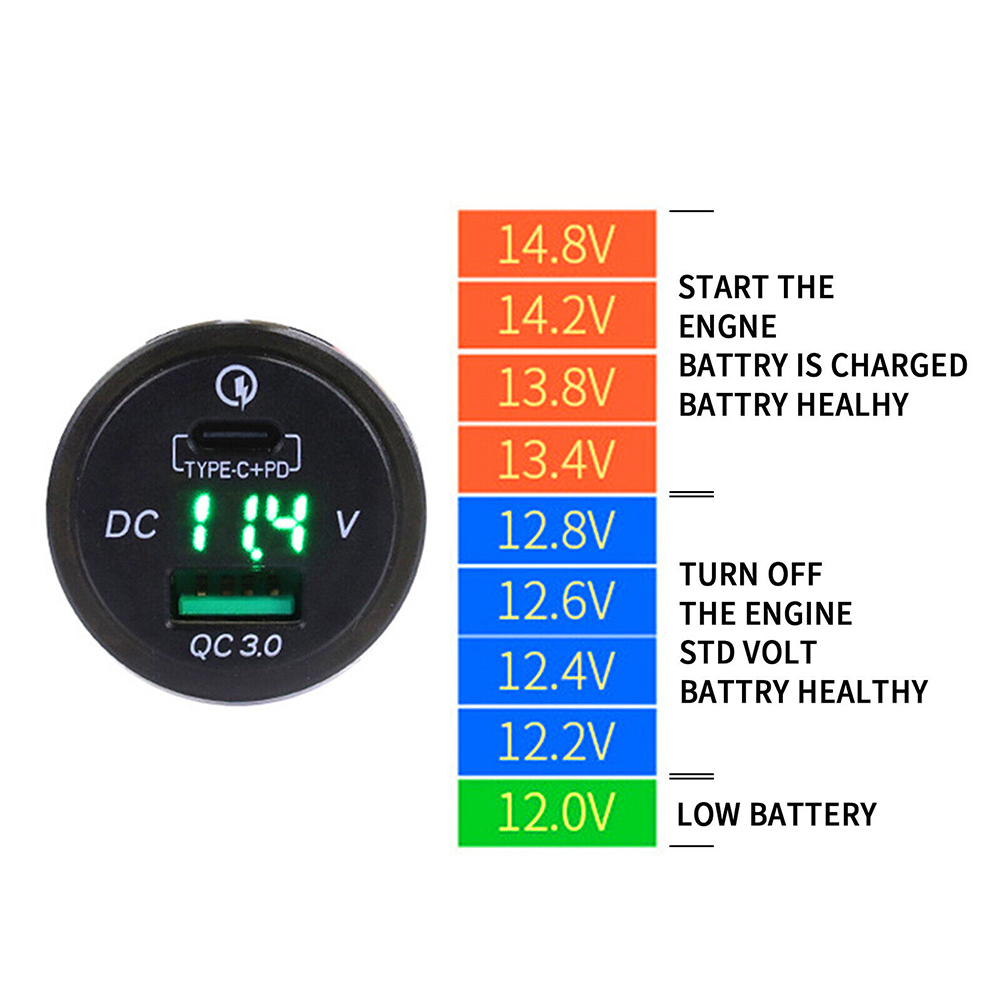 TYPE-C+PD
DC 11.4 V
QC 3.0
14.8V
14.2V
13.8V
13.4V
START THE
ENGNE
BATTRY IS CHARGED
BATTRY HEALHY
12.8V
12.6V
12.4V
12.2V
TURN OFF
THE ENGINE
STD VOLT
BATTRY HEALTHY
12.0V
LOW BATTERY